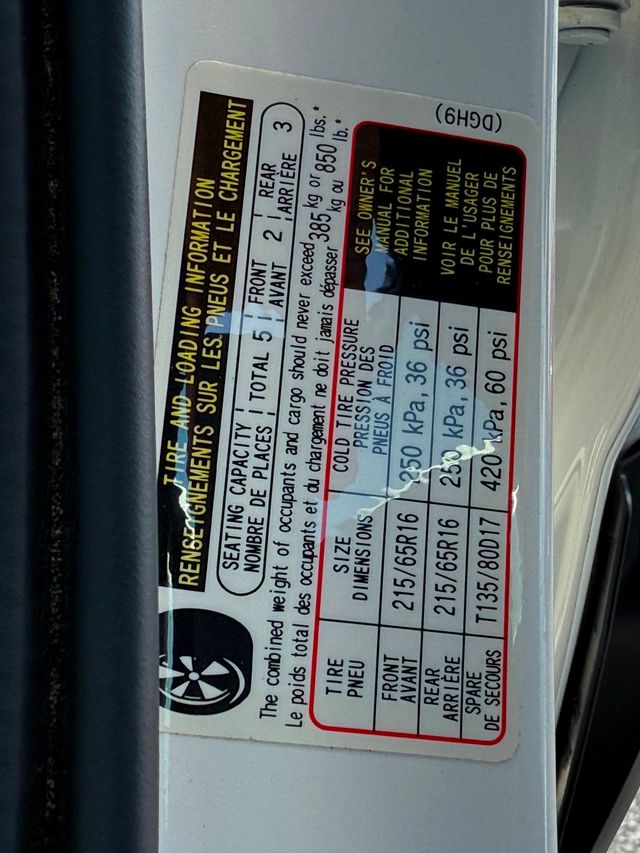 TIRE AND LOADING INFORMATION
RENSEIGNEMENTS SUR LES PNEUS ET LE CHARGEMENT
SEATING CAPACITY TOTAL 5 FRONT 2 REAR 3
NOMBRE DE PLACES AVANT ARRIÈRE
The combined weight of occupants and cargo should never exceed 385 kg or 850 lbs.*
Le poids total des occupants et du chargement ne doit jamais dépasser kg ou lb.*
TIRE SIZE COLD TIRE PRESSURE
PNEU DIMENSIONS PRESSION DES
PNEUS À FROID
FRONT 215/65R16 250 kPa, 36 psi
AVANT
REAR 215/65R16 250 kPa, 36 psi
ARRIÈRE
SPARE T135/80D17 420 kPa, 60 psi
DE SECOURS
SEE OWNER'S
MANUAL FOR
ADDITIONAL
INFORMATION
VOIR LE MANUEL
DE L'USAGER
POUR PLUS DE
RENSEIGNEMENTS
(DGH9)